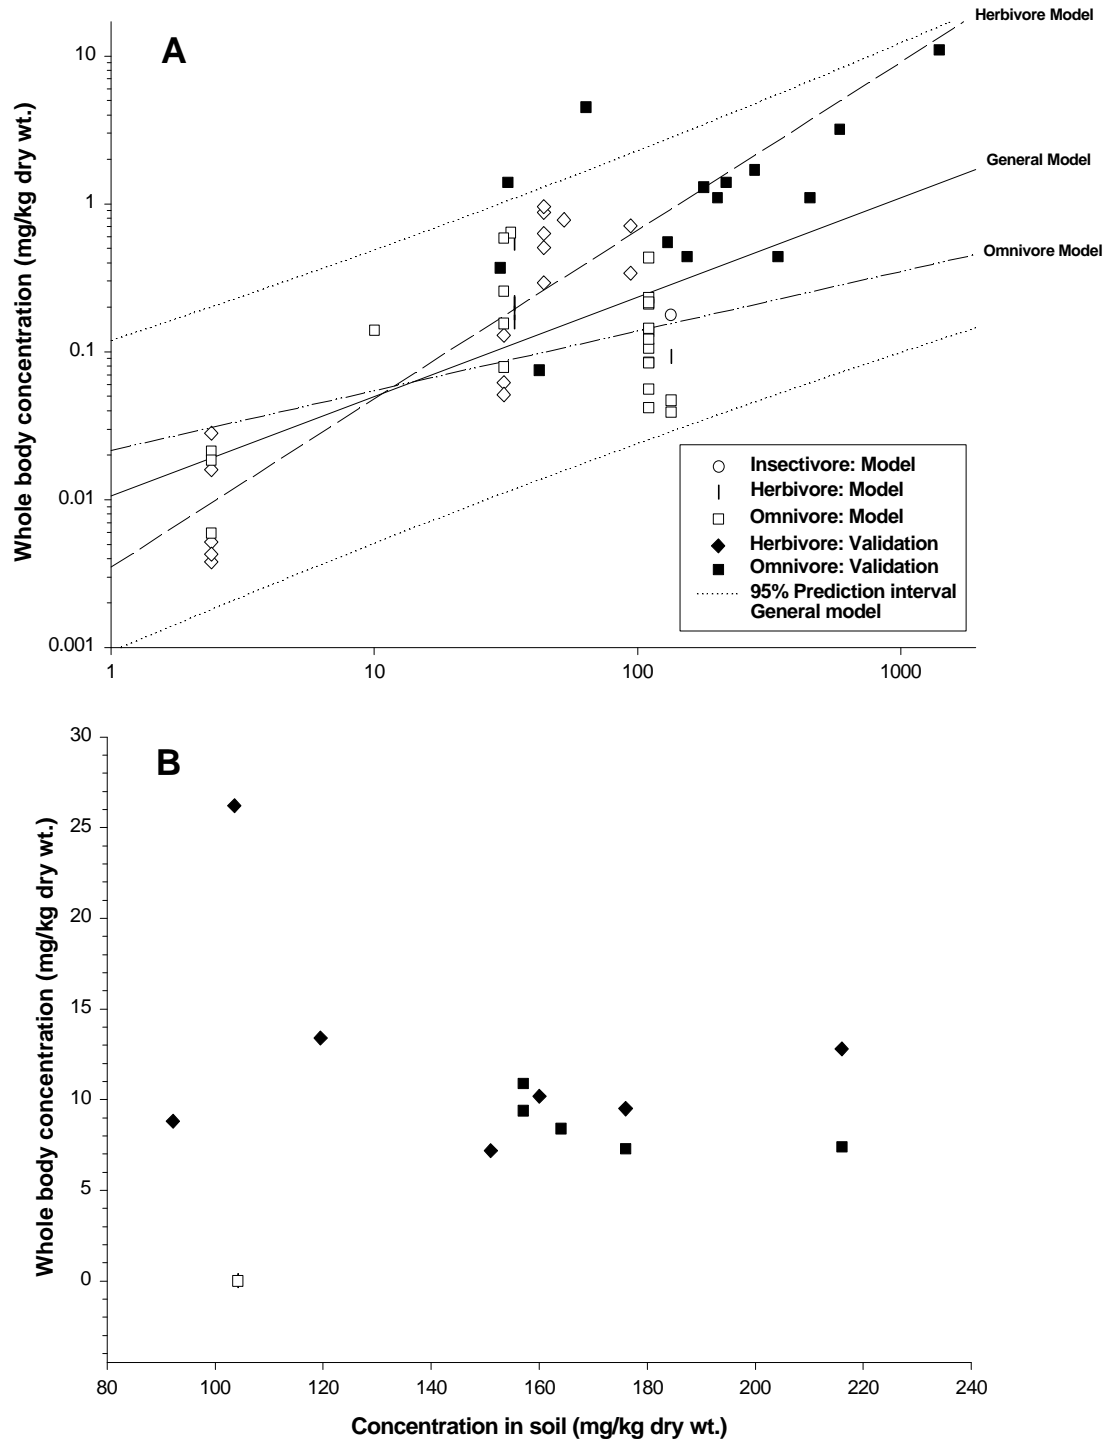 A
Herbivore Model
General Model
Omnivore Model
Whole body concentration (mg/kg dry wt.)
10
1
0.1
0.01
0.001
1
10
100
1000
Insectivore: Model
Herbivore: Model
Omnivore: Model
Herbivore: Validation
Omnivore: Validation
95% Prediction interval
General model
B
Whole body concentration (mg/kg dry wt.)
30
25
20
15
10
5
0
80
100
120
140
160
180
200
220
240
Concentration in soil (mg/kg dry wt.)